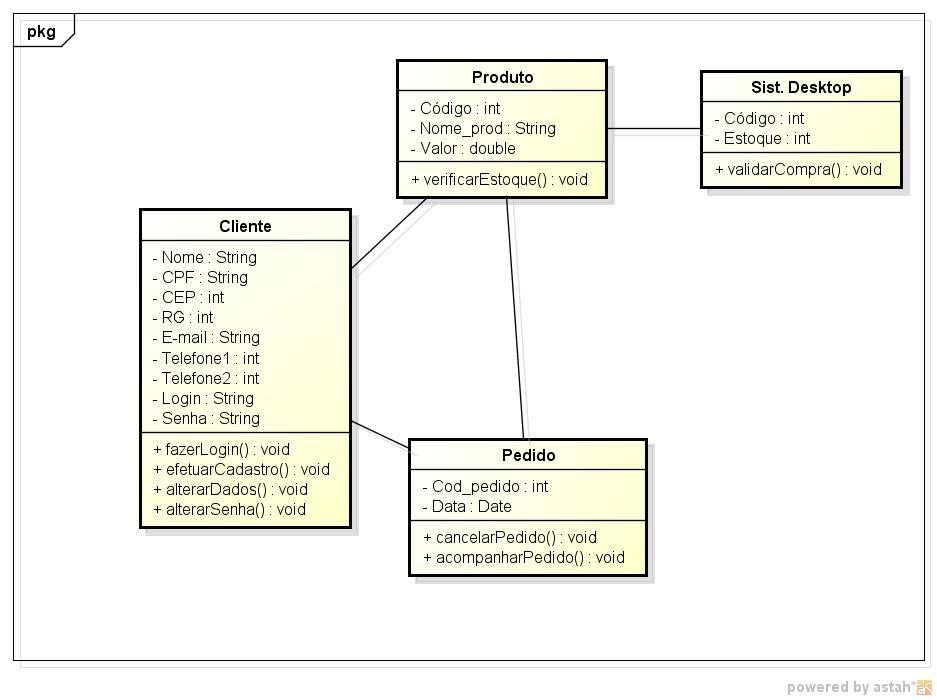 pkg
Produto
- Código : int
- Nome_prod : String
- Valor : double
+ verificarEstoque() : void
Sist. Desktop
- Código : int
- Estoque : int
+ validarCompra() : void
Cliente
- Nome : String
- CPF : String
- CEP : int
- RG : int
- E-mail : String
- Telefone1 : int
- Telefone2 : int
- Login : String
- Senha : String
+ fazerLogin() : void
+ efetuarCadastro() : void
+ alterarDados() : void
+ alterarSenha() : void
Pedido
- Cod_pedido : int
- Data : Date
+ cancelarPedido() : void
+ acompanharPedido() : void
powered by astah*